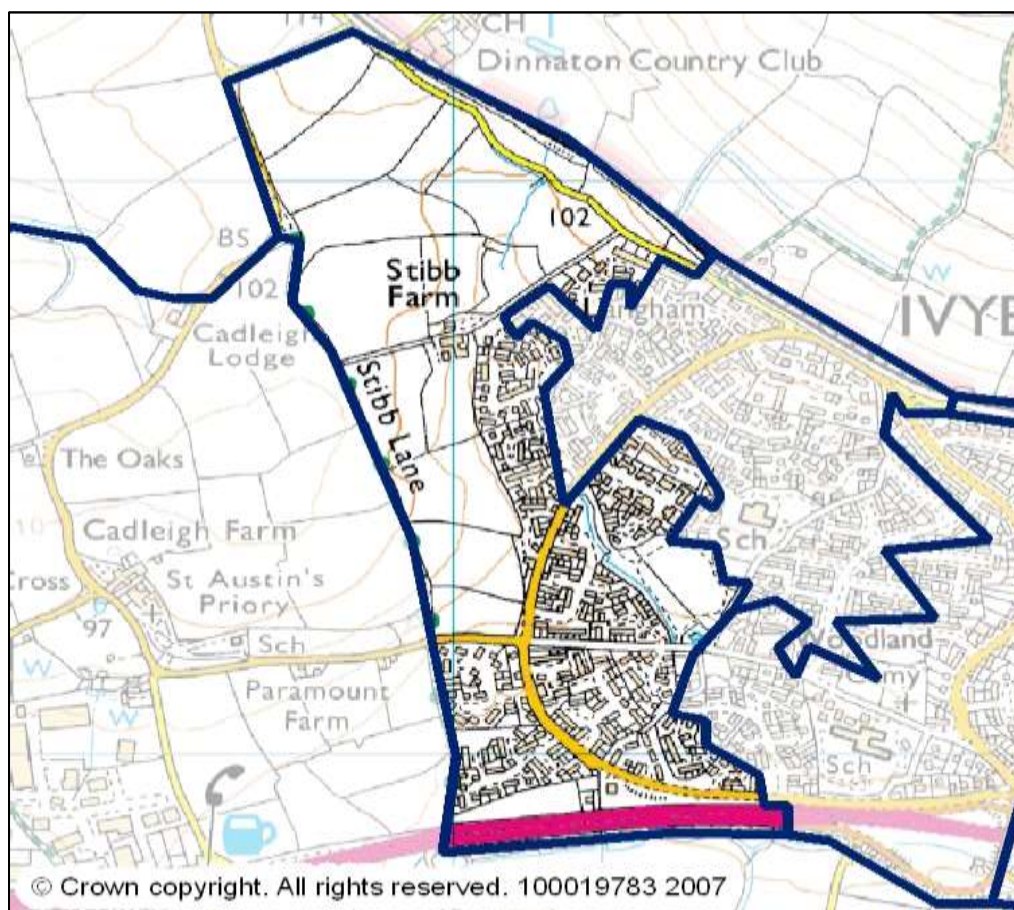 114
CH
Dinnaton Country Club
102
BS
Stibb
Farm
IVYB
102
Langham
Cadleigh
Lodge
Stibb Lane
The Oaks
Cadleigh Farm
Sch
Cross
St Austin's
Priory
97
Sch
Woodland
W
W
W
Paramount
Farm
Sch
© Crown copyright. All rights reserved. 100019783 2007